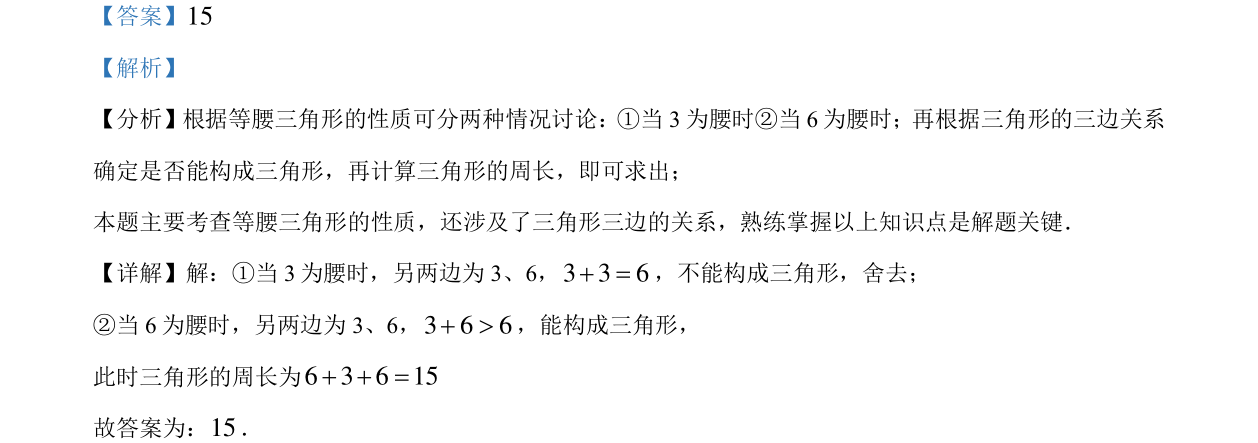 【答案】15
【解析】
【分析】根据等腰三角形的性质可分两种情况讨论：①当 3 为腰时②当 6 为腰时；再根据三角形的三边关系
确定是否能构成三角形，再计算三角形的周长，即可求出；
本题主要考查等腰三角形的性质，还涉及了三角形三边的关系，熟练掌握以上知识点是解题关键．
【详解】解：①当 3 为腰时，另两边为 3、6，3+3=6，不能构成三角形，舍去；
②当 6 为腰时，另两边为 3、6，3+6>6，能构成三角形，
此时三角形的周长为6+3+6=15
故答案为：15．